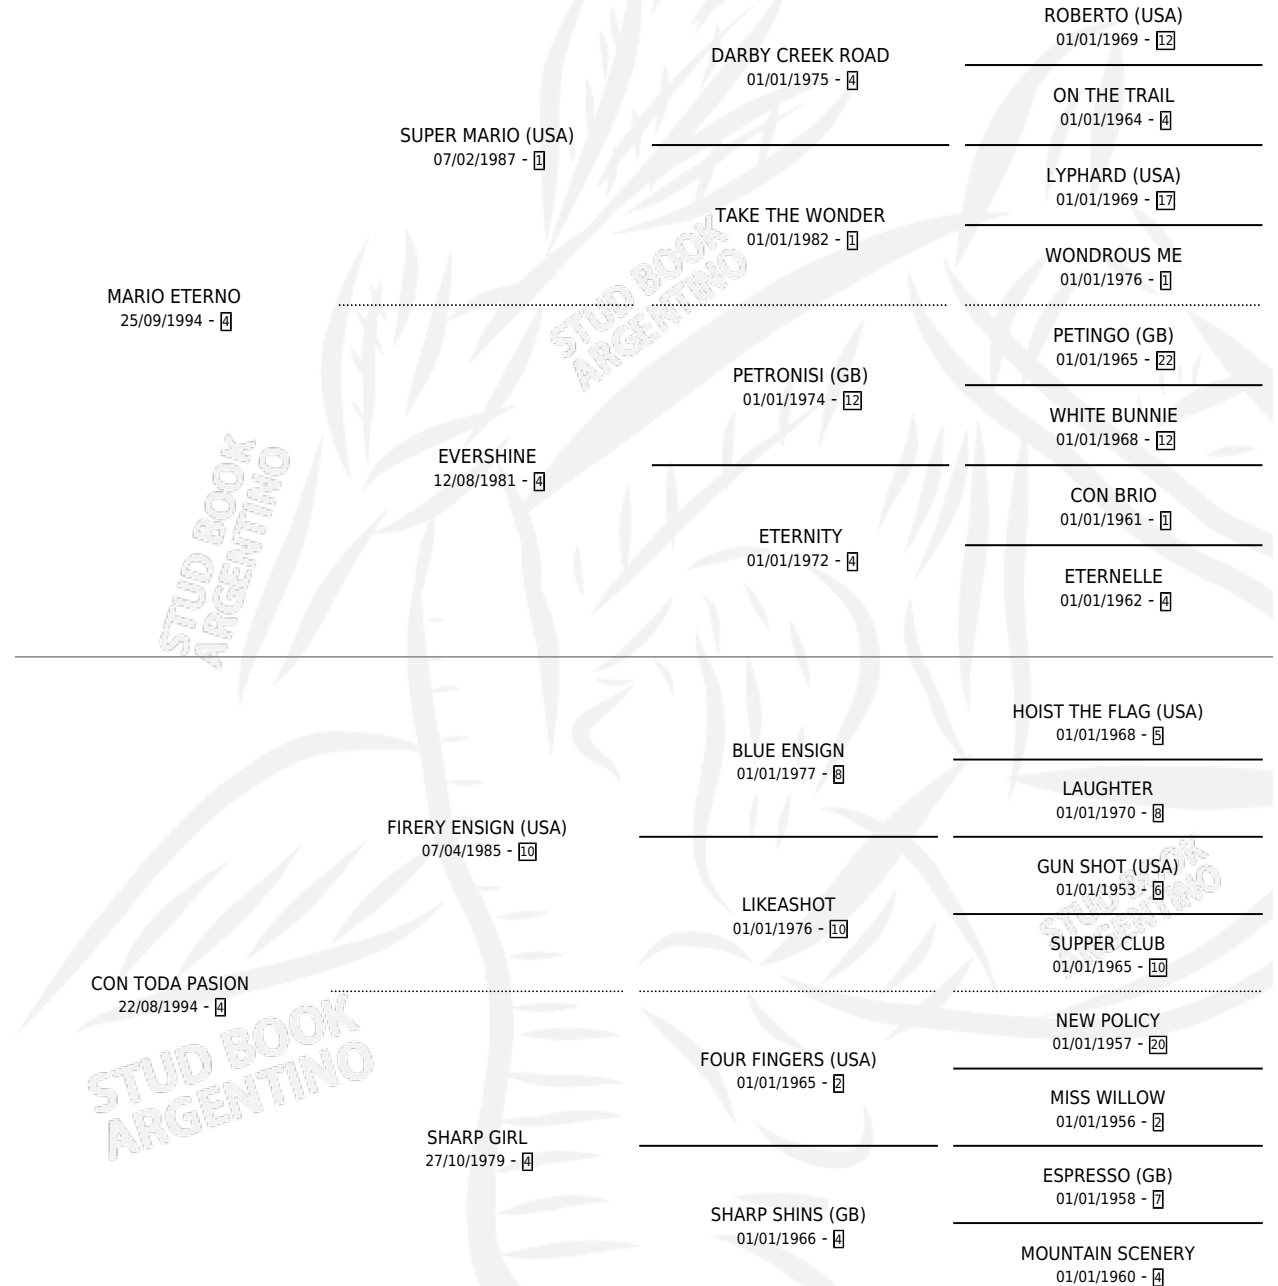 ROBERTO (USA)
01/01/1969 - 12
DARBY CREEK ROAD
01/01/1975 - 4
ON THE TRAIL
01/01/1964 - 4
SUPER MARIO (USA)
07/02/1987 - 1
LYPHARD (USA)
01/01/1969 - 17
TAKE THE WONDER
01/01/1982 - 1
WONDROUS ME
01/01/1976 - 1
MARIO ETERNO
25/09/1994 - 4
PETINGO (GB)
01/01/1965 - 22
PETRONISI (GB)
01/01/1974 - 12
WHITE BUNNIE
01/01/1968 - 12
EVERSHINE
12/08/1981 - 4
CON BRIO
01/01/1961 - 1
ETERNITY
01/01/1972 - 4
ETERNELLE
01/01/1962 - 4
HOIST THE FLAG (USA)
01/01/1968 - 5
BLUE ENSIGN
01/01/1977 - 8
LAUGHTER
01/01/1970 - 8
FIRERY ENSIGN (USA)
07/04/1985 - 10
GUN SHOT (USA)
01/01/1953 - 6
LIKEASHOT
01/01/1976 - 10
SUPPER CLUB
01/01/1965 - 10
CON TODA PASION
22/08/1994 - 4
NEW POLICY
01/01/1957 - 20
FOUR FINGERS (USA)
01/01/1965 - 2
MISS WILLOW
01/01/1956 - 2
SHARP GIRL
27/10/1979 - 4
ESPRESSO (GB)
01/01/1958 - 7
SHARP SHINS (GB)
01/01/1966 - 4
MOUNTAIN SCENERY
01/01/1960 - 4
STUD BOOK
ARGENTINO
STUD BOOK
ARGENTINO
STUD BOOK
ARGENTINO
STUD BOOK
ARGENTINO